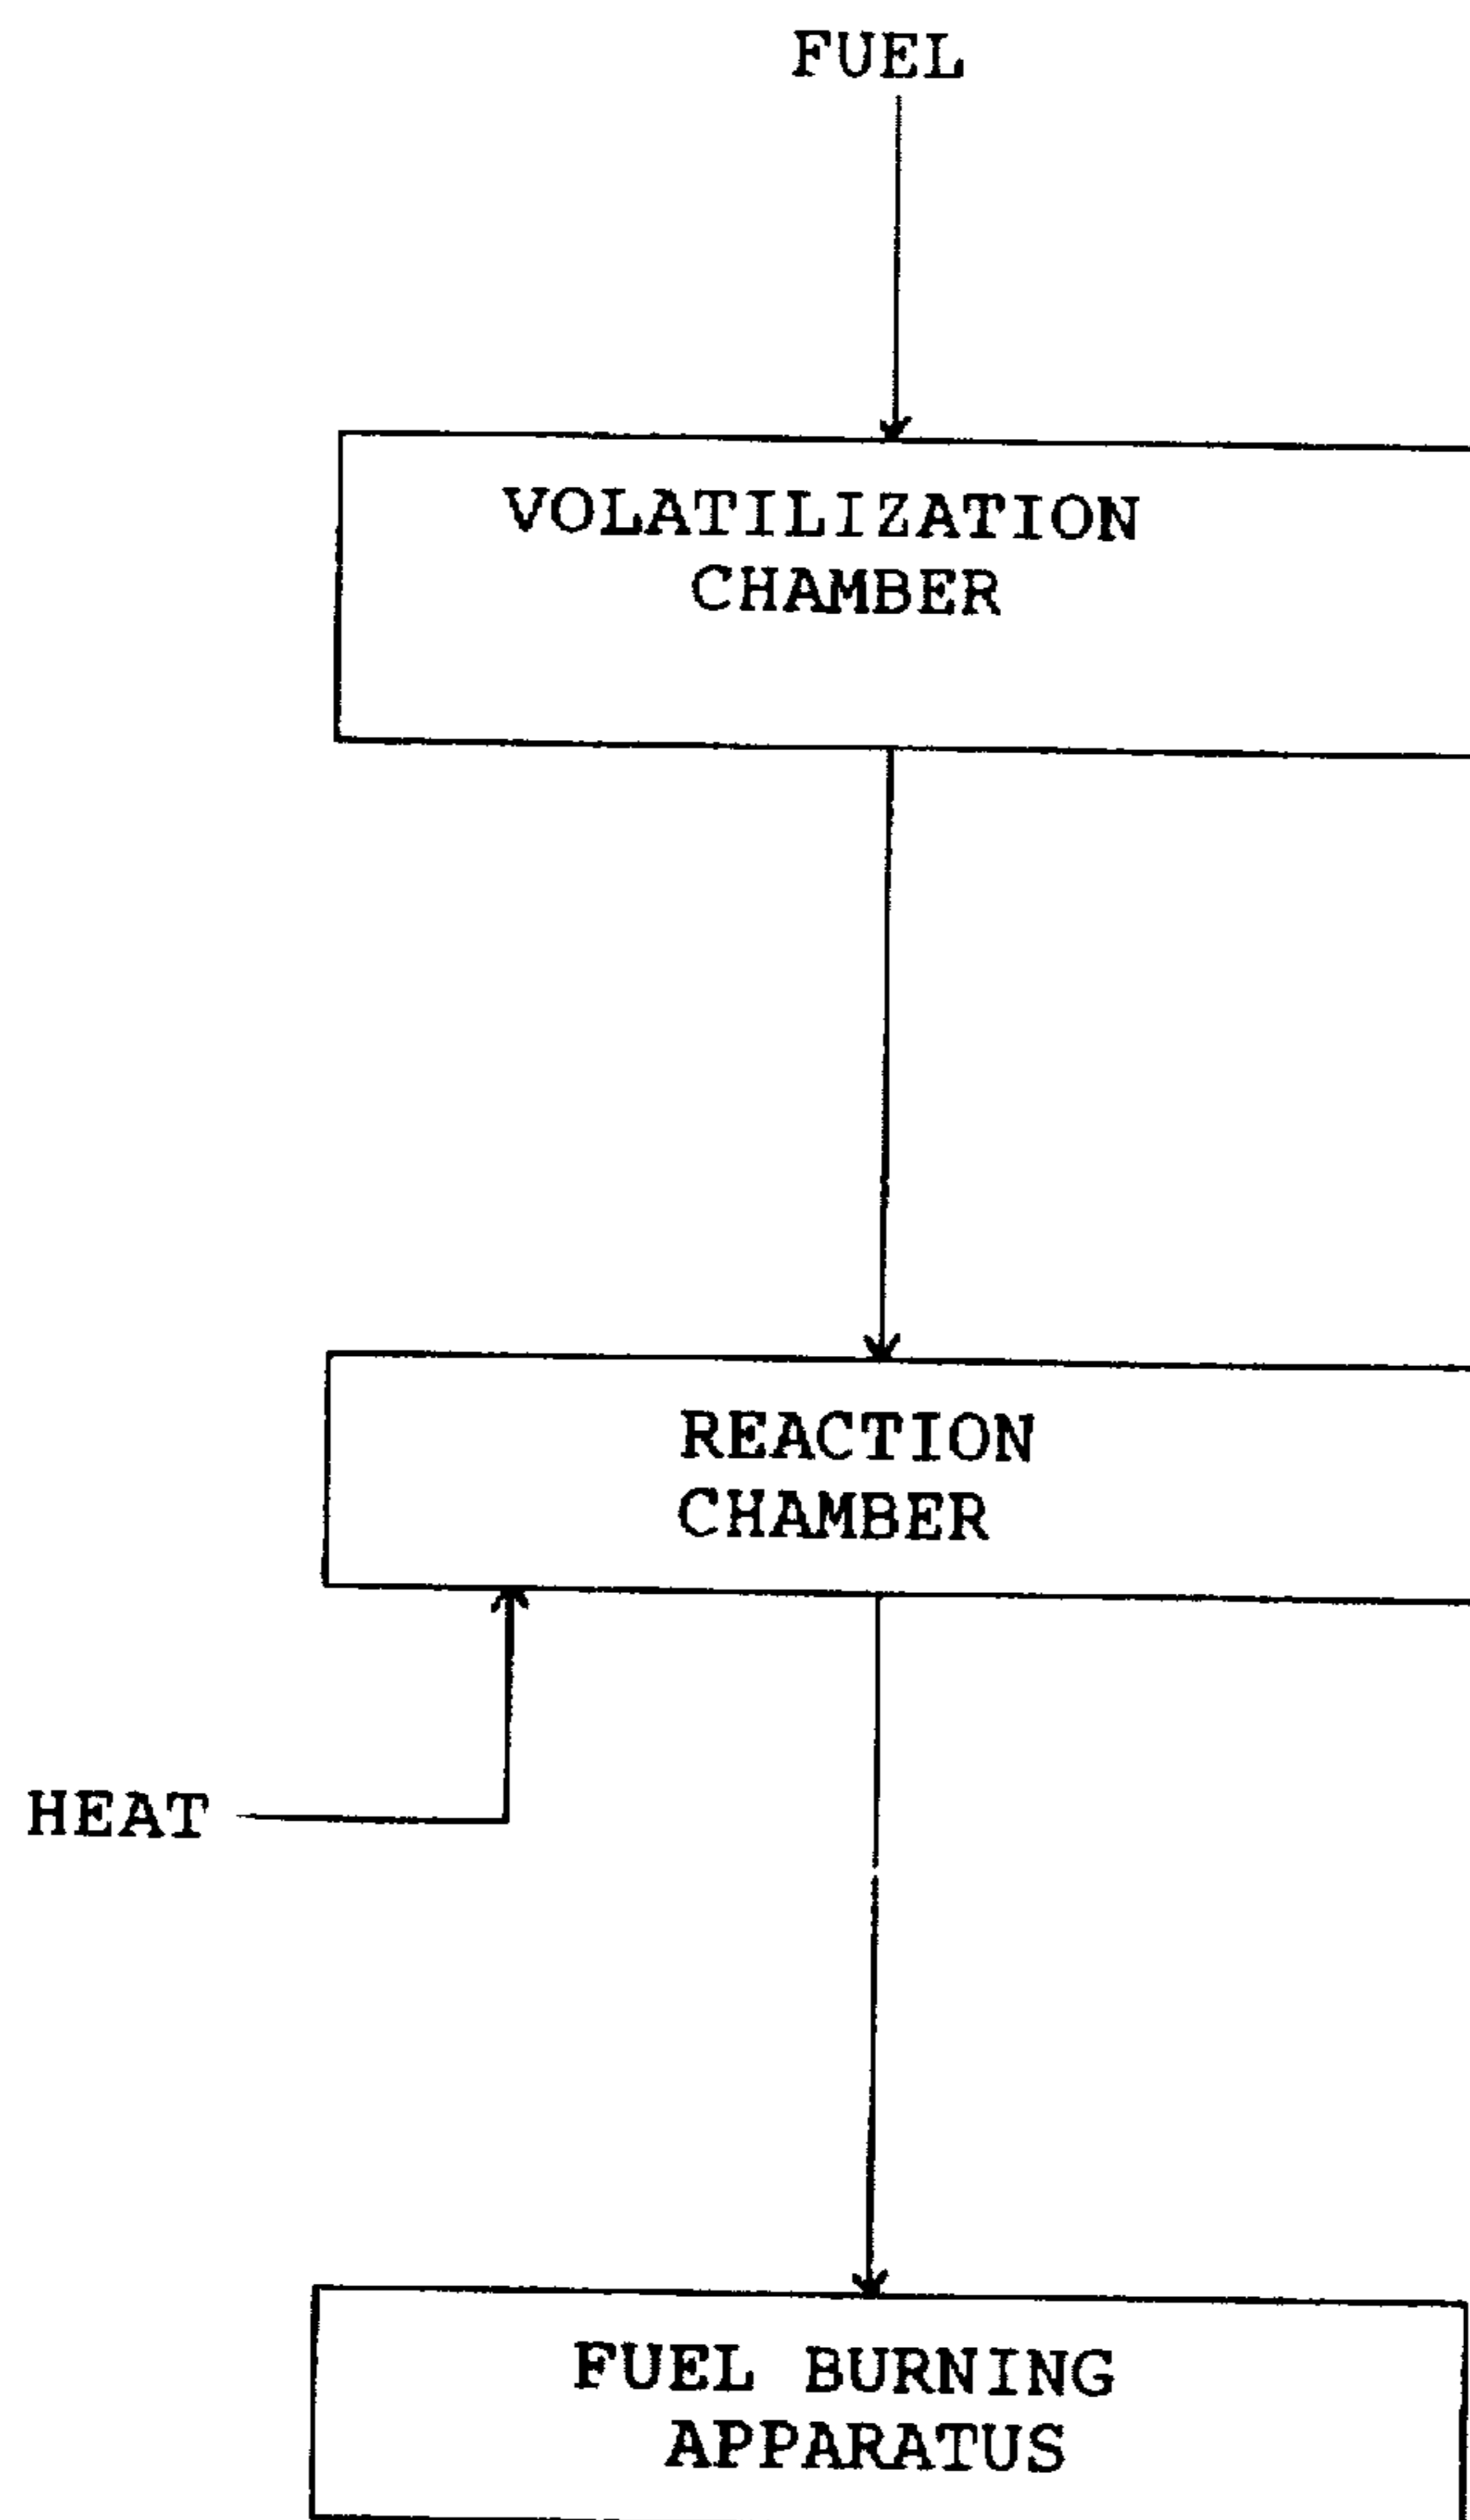 FUEL
VOLATILIZATION
CHAMBER
REACTION
CHAMBER
HEAT
FUEL BURNING
APPARATUS